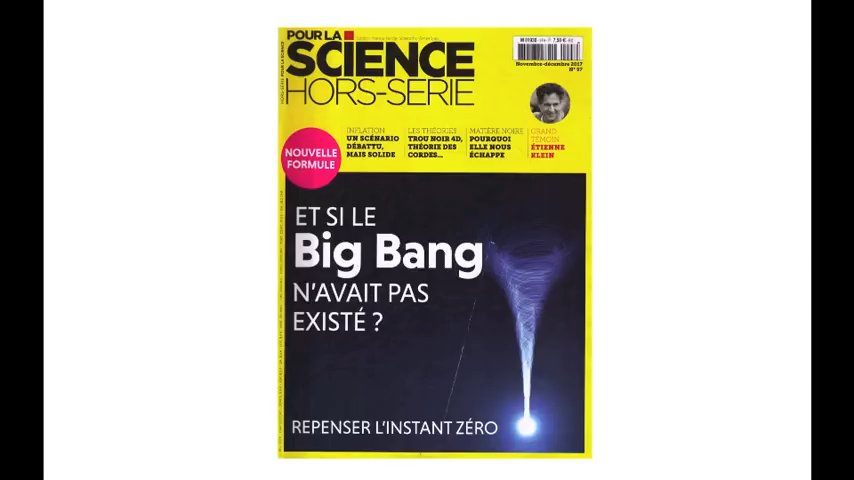 POUR LA
SCIENCE
HORS-SERIE
Novembre-décembre 2017
N° 97
NOUVELLE
FORMULE
INFLATION
UN SCÉNARIO
DÉBATTU,
MAIS SOLIDE
LES THÉORIES
TROU NOIR 4D,
THÉORIE DES
CORDES...
MATIÈRE NOIRE
POURQUOI
ELLE NOUS
ÉCHAPPE
GRAND
TÉMOIN
ÉTIENNE
KLEIN
ET SI LE
Big Bang
N'AVAIT PAS
EXISTÉ ?
REPENSER L'INSTANT ZÉRO